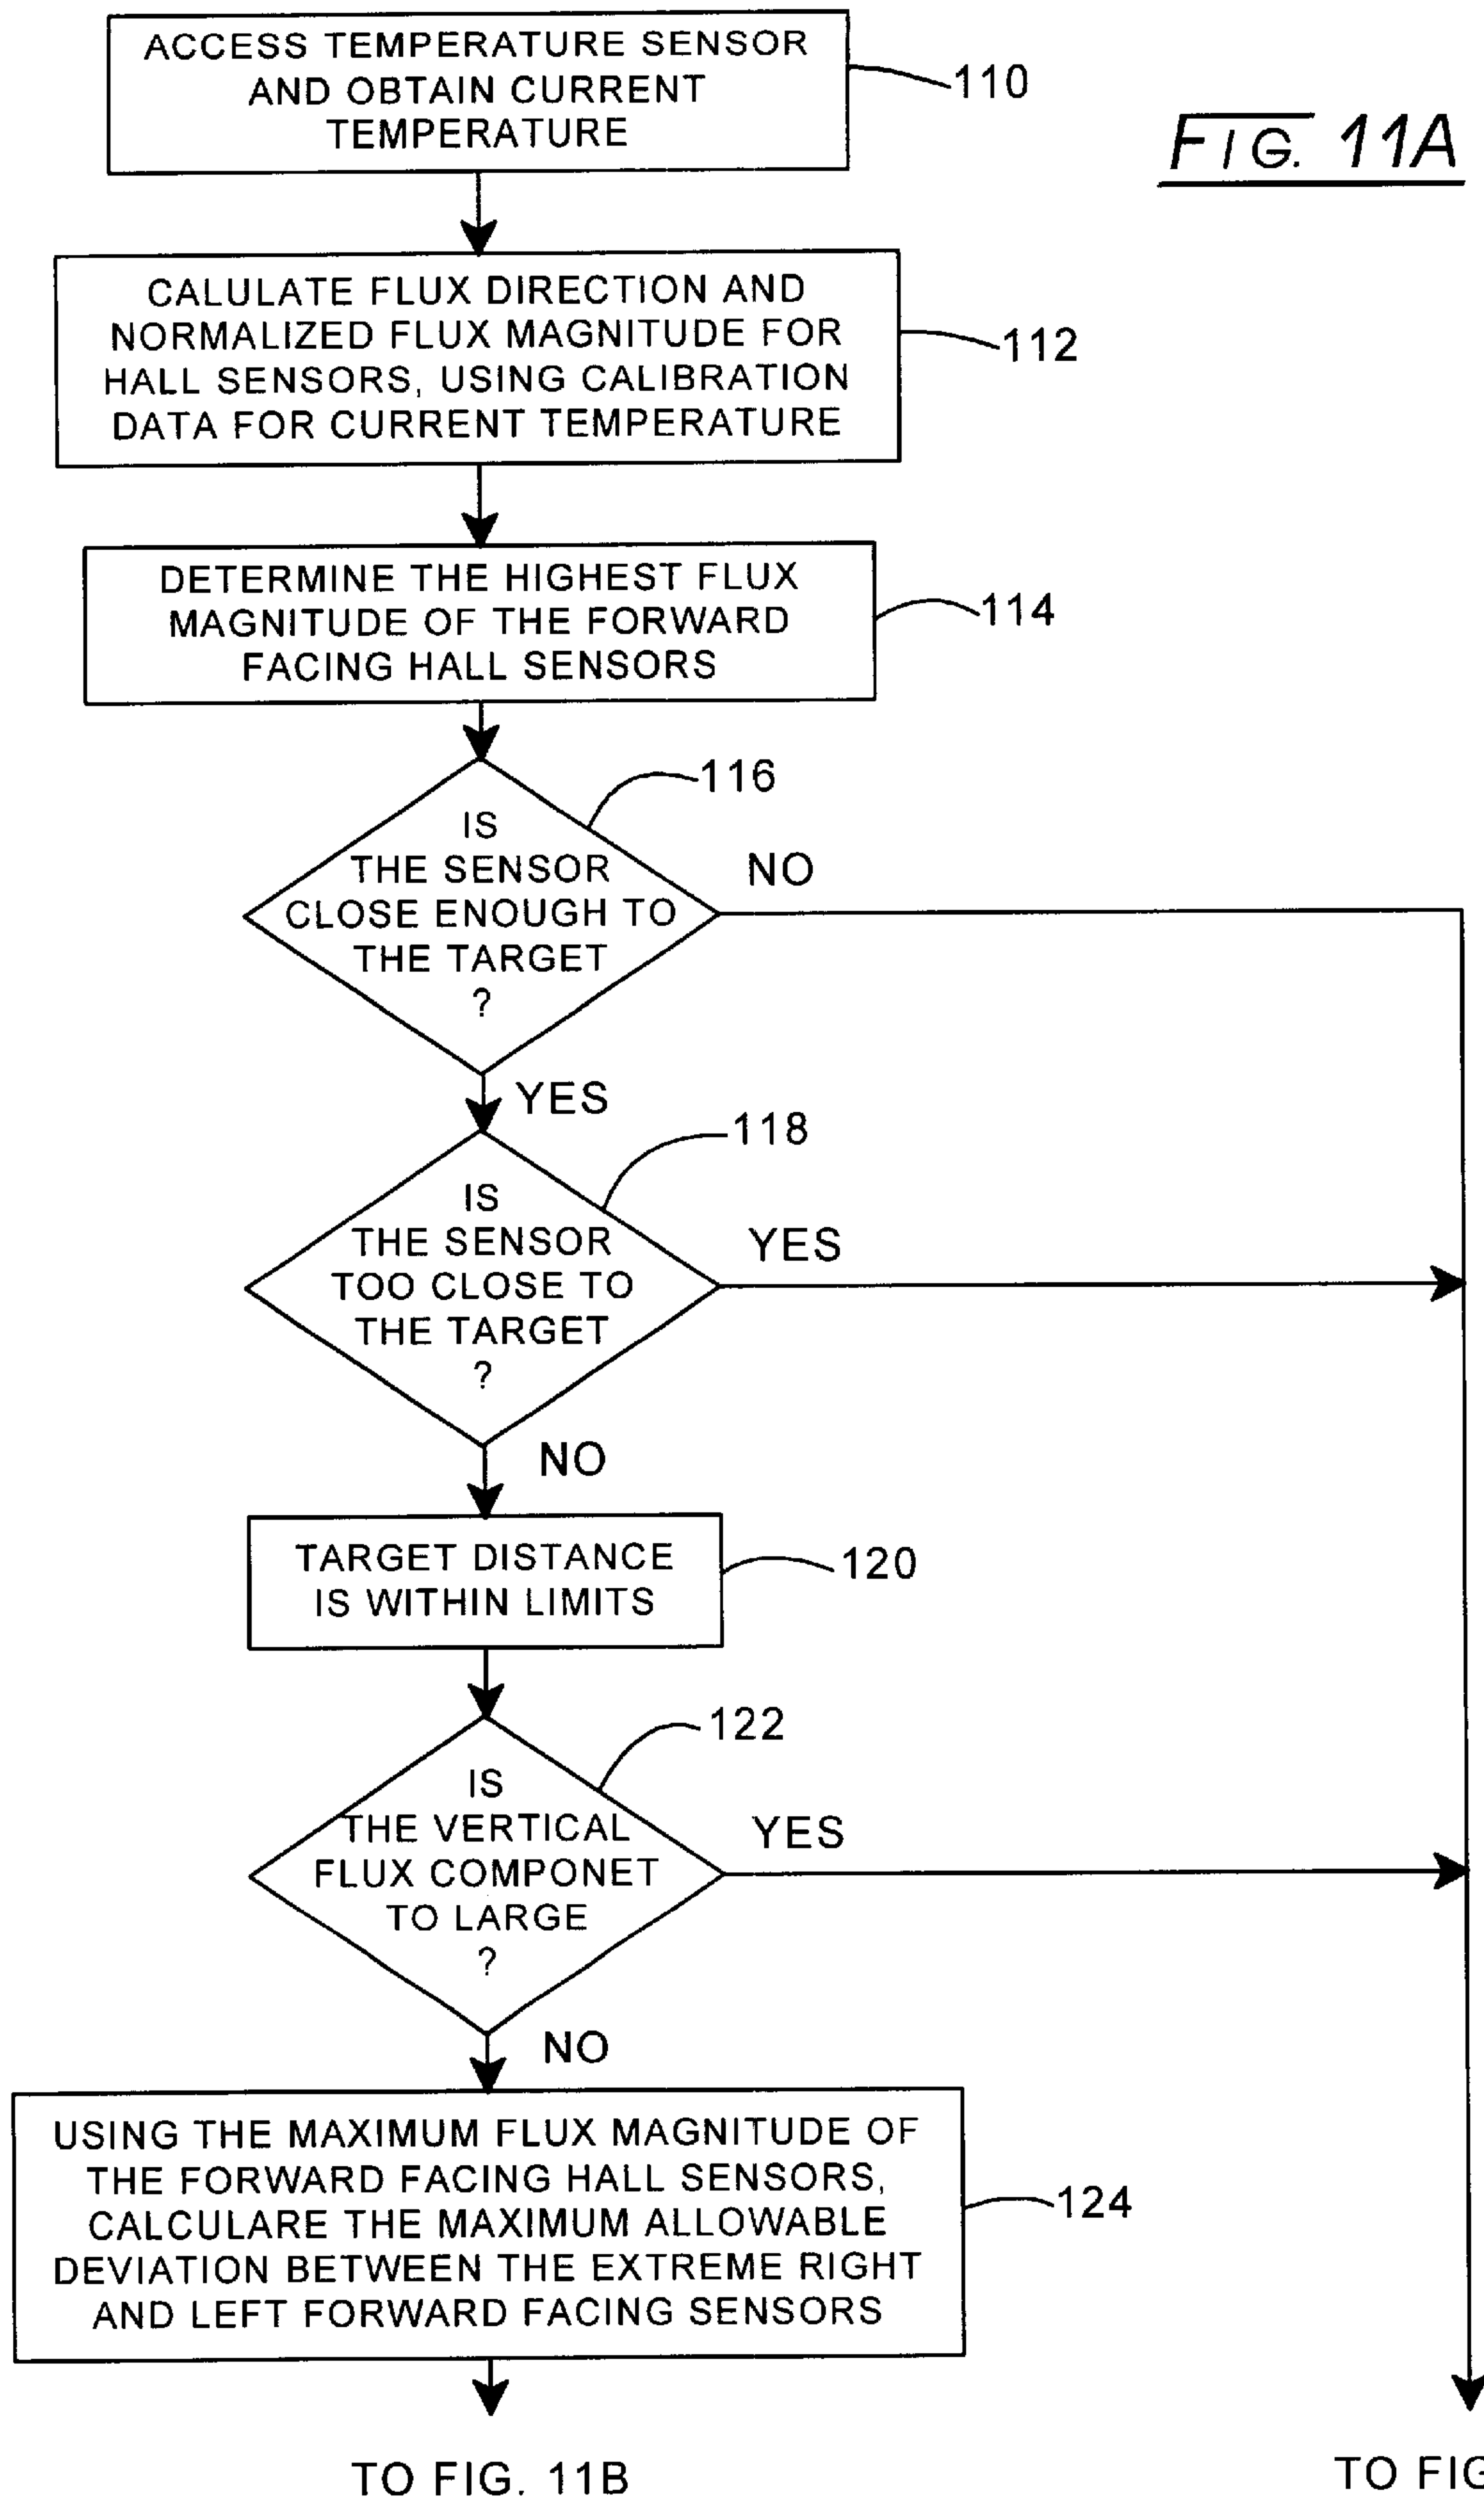 ACCESS TEMPERATURE SENSOR
AND OBTAIN CURRENT
TEMPERATURE
110
FIG. 11A
CALULATE FLUX DIRECTION AND
NORMALIZED FLUX MAGNITUDE FOR
HALL SENSORS, USING CALIBRATION
DATA FOR CURRENT TEMPERATURE
112
DETERMINE THE HIGHEST FLUX
MAGNITUDE OF THE FORWARD
FACING HALL SENSORS
114
116
IS
THE SENSOR
CLOSE ENOUGH TO
THE TARGET
?
NO
YES
118
IS
THE SENSOR
TOO CLOSE TO
THE TARGET
?
YES
NO
TARGET DISTANCE
IS WITHIN LIMITS
120
122
IS
THE VERTICAL
FLUX COMPONET
TO LARGE
?
YES
NO
USING THE MAXIMUM FLUX MAGNITUDE OF
THE FORWARD FACING HALL SENSORS,
CALCULARE THE MAXIMUM ALLOWABLE
DEVIATION BETWEEN THE EXTREME RIGHT
AND LEFT FORWARD FACING SENSORS
124
TO FIG. 11B
TO